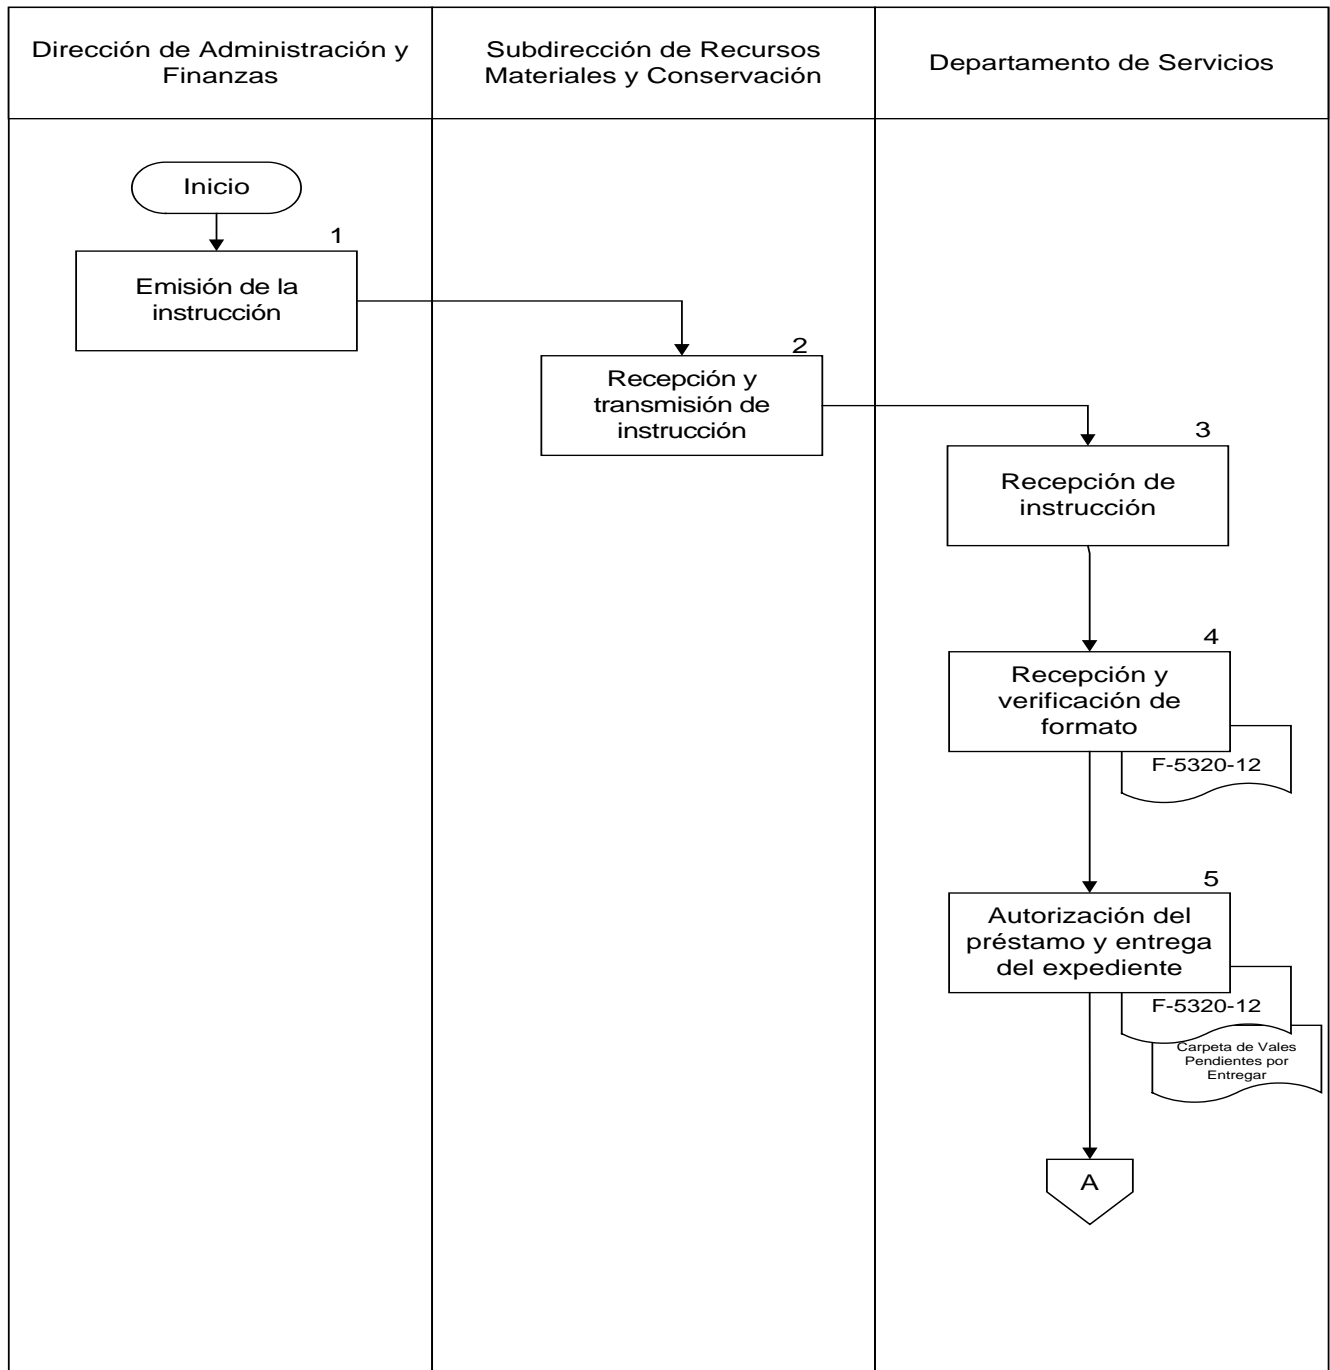 Dirección de Administración y
Finanzas
Subdirección de Recursos
Materiales y Conservación
Departamento de Servicios
Inicio
1
Emisión de la
instrucción
2
Recepción y
transmisión de
instrucción
3
Recepción de
instrucción
4
Recepción y
verificación de
formato
F-5320-12
5
Autorización del
préstamo y entrega
del expediente
F-5320-12
Carpeta de Vales
Pendientes por
Entregar
A